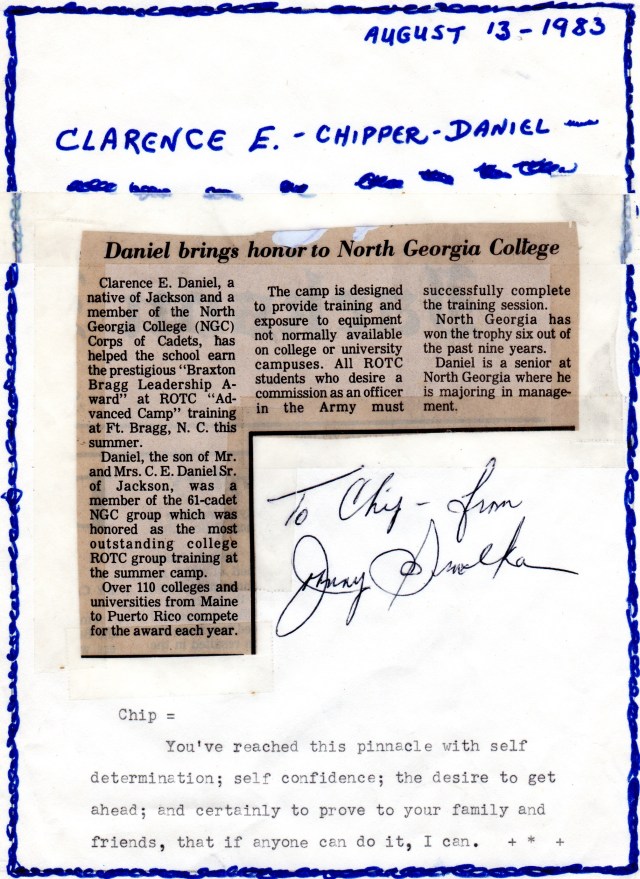 AUGUST 13-1983
CLARENCE E. - CHIPPER - DANIEL
Daniel brings honor to North Georgia College
Clarence E. Daniel, a
native of Jackson and a
member of the North
Georgia College (NGC)
Corps of Cadets, has
helped the school earn
the prestigious "Braxton
Bragg Leadership A-
ward" at ROTC "Ad-
vanced Camp" training
at Ft. Bragg, N. C. this
summer.
Daniel, the son of Mr.
and Mrs. C. E. Daniel Sr.
of Jackson, was a
member of the 61-cadet
NGC group which was
honored as the most
outstanding college
ROTC group training at
the summer camp.
Over 110 colleges and
universities from Maine
to Puerto Rico compete
for the award each year.
The camp is designed
to provide training and
exposure to equipment
not normally available
on college or university
campuses. All ROTC
students who desire a
commission as an officer
in the Army must
successfully complete
the training session.
North Georgia has
won the trophy six out of
the past nine years.
Daniel is a senior at
North Georgia where he
is majoring in manage-
ment.
To Chip - from
Johnny
Chip =
You've reached this pinnacle with self
determination; self confidence; the desire to get
ahead; and certainly to prove to your family and
friends, that if anyone can do it, I can. + * +